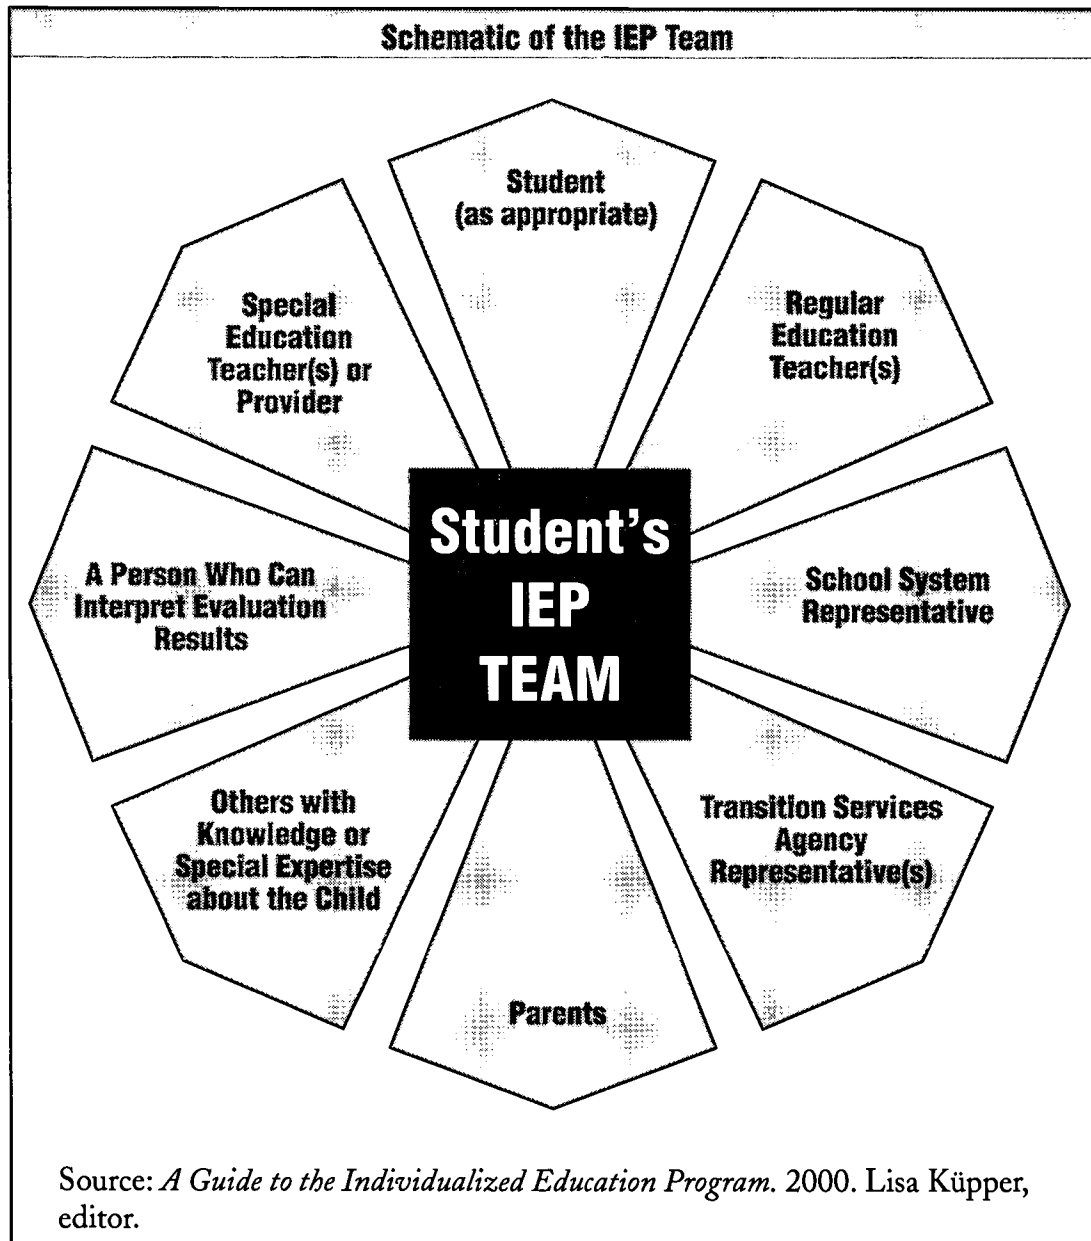 Schematic of the IEP Team
Student
(as appropriate)
Regular
Education
Teacher(s)
School System
Representative
Transition Services
Agency
Representative(s)
Parents
Others with
Knowledge or
Special Expertise
about the Child
A Person Who Can
Interpret Evaluation
Results
Special
Education
Teacher(s) or
Provider
Student's
IEP
TEAM
Source: A Guide to the Individualized Education Program. 2000. Lisa Küpper,
editor.